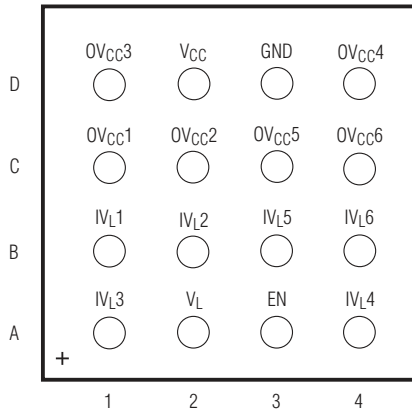 OVCC3 VCC GND OVCC4
D
OVCC1 OVCC2 OVCC5 OVCC6
C
IVL1 IVL2 IVL5 IVL6
B
IVL3 VL EN IVL4
A
+
1 2 3 4